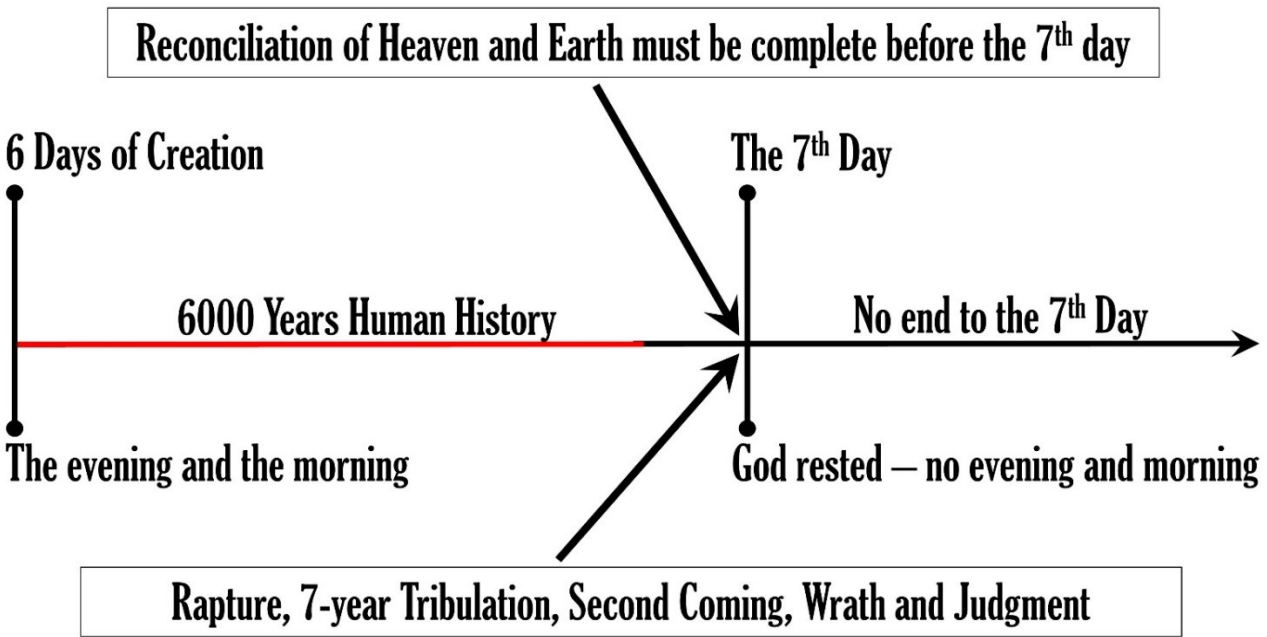 Reconciliation of Heaven and Earth must be complete before the 7th day
6 Days of Creation
The 7th Day
6000 Years Human History
No end to the 7th Day
The evening and the morning
God rested – no evening and morning
Rapture, 7-year Tribulation, Second Coming, Wrath and Judgment